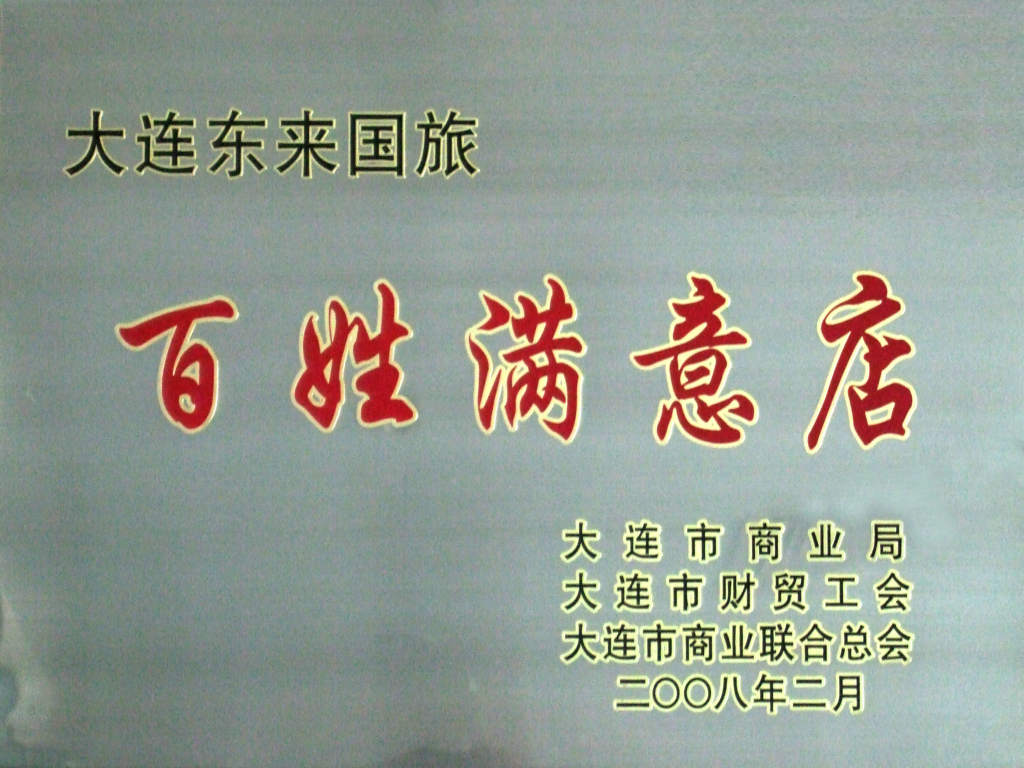 大连东来国旅
百姓满意店
大连市商业局
大连市财贸工会
大连市商业联合总会
二〇〇八年二月